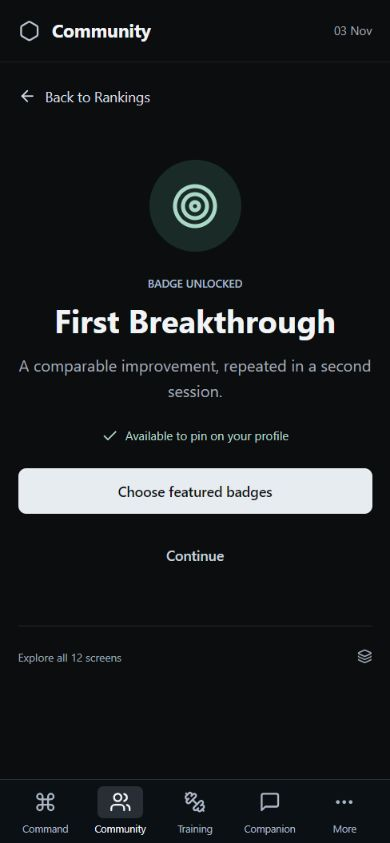 Community
03 Nov
Back to Rankings
BADGE UNLOCKED
First Breakthrough
A comparable improvement, repeated in a second
session.
Available to pin on your profile
Choose featured badges
Continue
Explore all 12 screens
Command
Community
Training
Companion
More